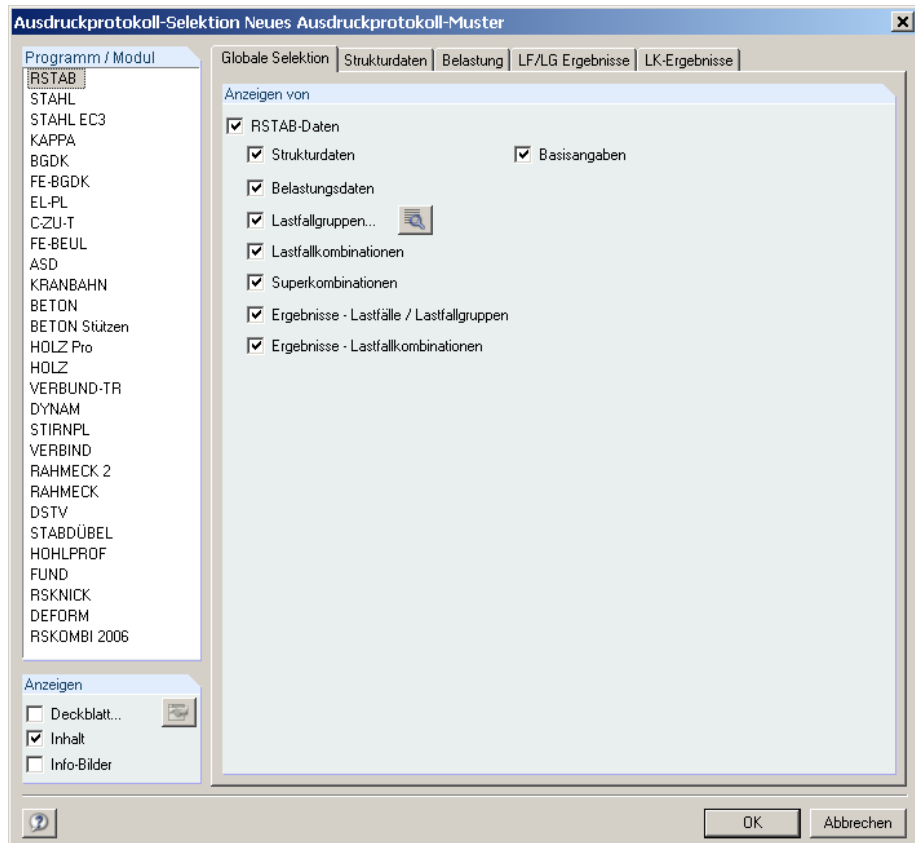 Ausdruckprotokoll-Selektion Neues Ausdruckprotokoll-Muster
Programm / Modul
RSTAB
STAHL
STAHL EC3
KAPPA
BGDK
FE-BGDK
EL-PL
C-ZU-T
FE-BEUL
ASD
KRANBAHN
BETON
BETON Stützen
HOLZ Pro
HOLZ
VERBUND-TR
DYNAM
STIRNPL
VERBIND
RAHMECK 2
RAHMECK
DSTV
STABDÜBEL
HOHLPROF
FUND
RSKNICK
DEFORM
RSKOMBI 2006
Anzeigen
Deckblatt...
Inhalt
Info-Bilder
Globale Selektion Strukturdaten Belastung LF/LG Ergebnisse LK-Ergebnisse
Anzeigen von
RSTAB-Daten
Strukturdaten Basisangaben
Belastungsdaten
Lastfallgruppen...
Lastfallkombinationen
Superkombinationen
Ergebnisse - Lastfälle / Lastfallgruppen
Ergebnisse - Lastfallkombinationen
OK Abbrechen